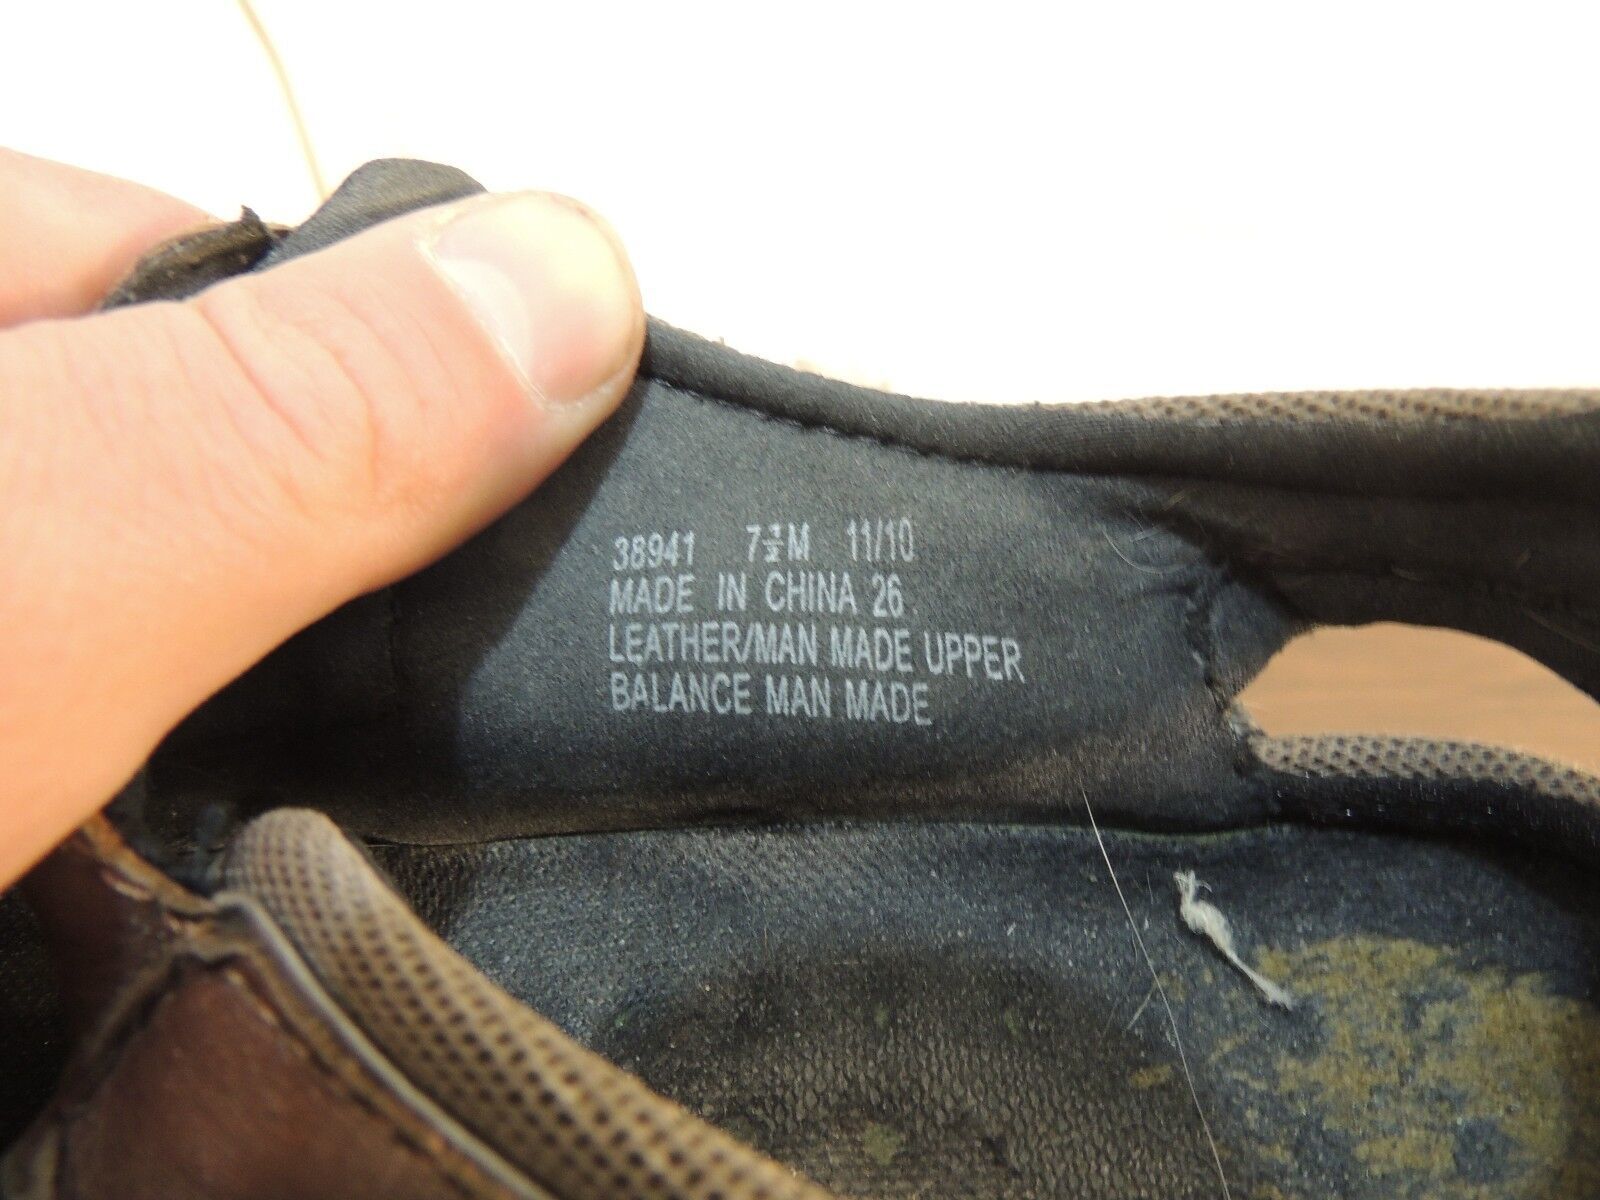 38941 7½M 11/10
MADE IN CHINA 26
LEATHER/MAN MADE UPPER
BALANCE MAN MADE